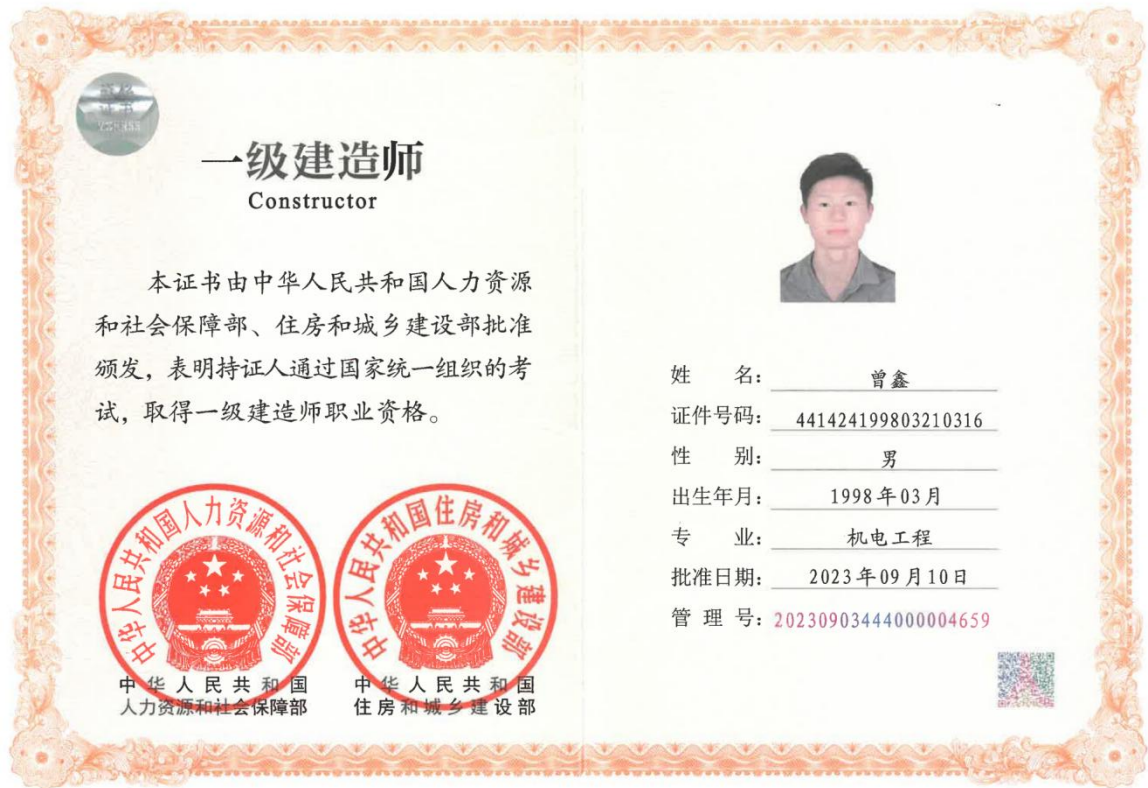 资格
证书
一级建造师
Constructor
本证书由中华人民共和国人力资源
和社会保障部、住房和城乡建设部批准
颁发，表明持证人通过国家统一组织的考
试，取得一级建造师职业资格。
中华人民共和国人力资源和社会保障部
中华人民共和国
人力资源和社会保障部
中华人民共和国住房和城乡建设部
中华人民共和国
住房和城乡建设部
姓 名：曾鑫
证件号码：441424199803210316
性 别：男
出生年月：1998年03月
专 业：机电工程
批准日期：2023年09月10日
管 理 号：20230903444000004659